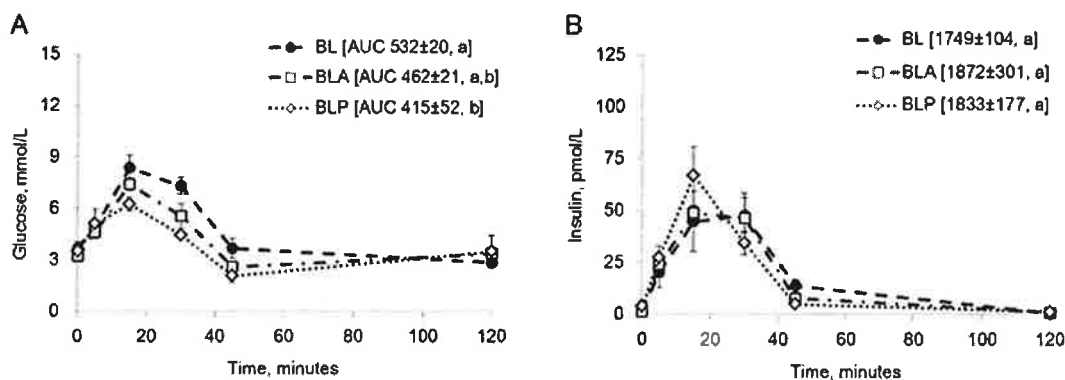 A
BL [AUC 532±20, a]
BLA [AUC 462±21, a,b]
BLP [AUC 415±52, b]
Glucose, mmol/L
15
12
9
6
3
0
0 20 40 60 80 100 120
Time, minutes
B
BL [1749±104, a]
BLA [1872±301, a]
BLP [1833±177, a]
Insulin, pmol/L
125
100
75
50
25
0
0 20 40 60 80 100 120
Time, minutes